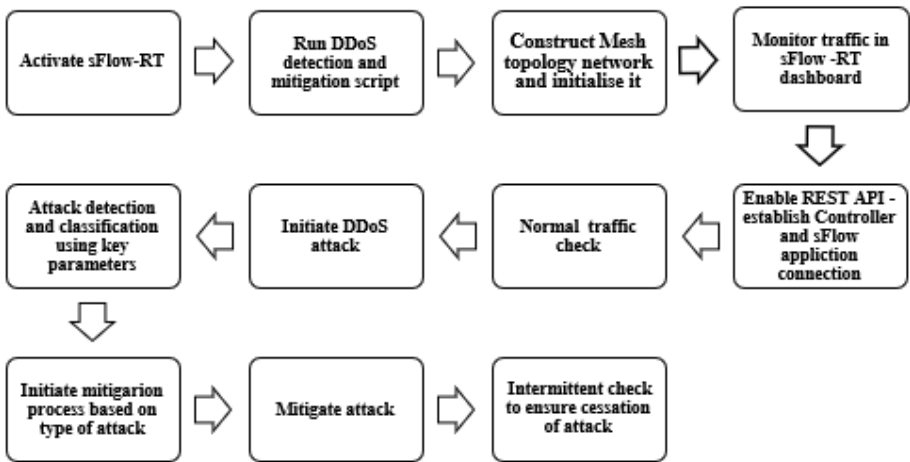 Activate sFlow-RT
Run DDoS
detection and
mitigation script
Construct Mesh
topology network
and initialise it
Monitor traffic in
sFlow -RT
dashboard
Enable REST API -
establish Controller
and sFlow
appliction
connection
Normal traffic
check
Initiate DDoS
attack
Attack detection
and classification
using key
parameters
Initiate mitigarion
process based on
type of attack
Mitigate attack
Intermittent check
to ensure cessation
of attack